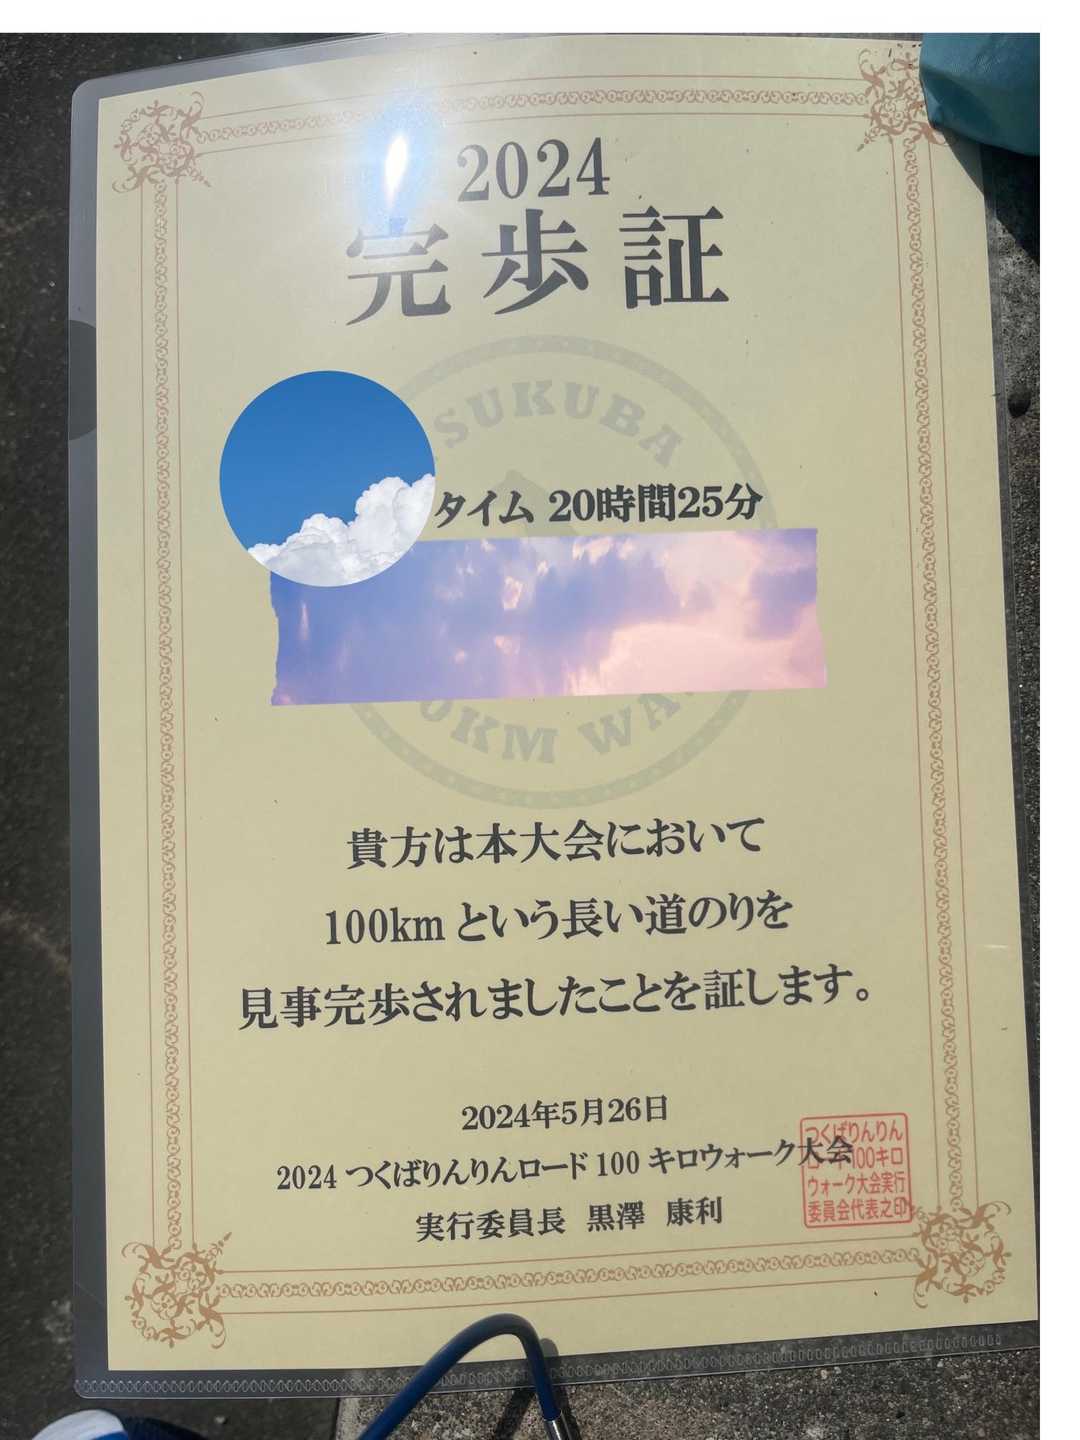 2024
完歩証
TSUKUBA
タイム 20時間25分
100KM WALK
貴方は本大会において
100km という長い道のりを
見事完歩されましたことを証します。
2024年5月26日
2024 つくばりんりんロード 100 キロウォーク大会
実行委員長 黒澤 康利
つくばりんりん
ロード100キロ
ウォーク大会実行
委員会代表之印